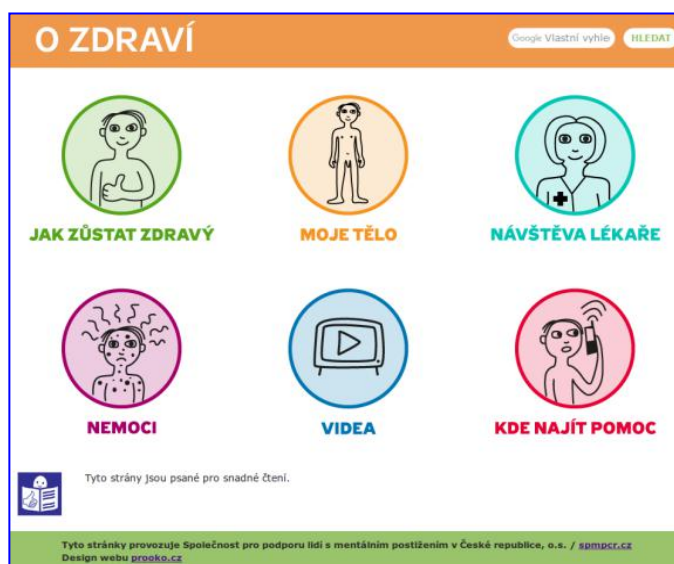 O ZDRAVÍ
Google Vlastní vyhle
HLEDAT
JAK ZŮSTAT ZDRAVÝ
MOJE TĚLO
NÁVŠTĚVA LÉKAŘE
NEMOCI
VIDEA
KDE NAJÍT POMOC
Tyto strány jsou psané pro snadné čtení.
Tyto stránky provozuje Společnost pro podporu lidí s mentálním postižením v České republice, o.s. / spmpcr.cz
Design webu prooko.cz